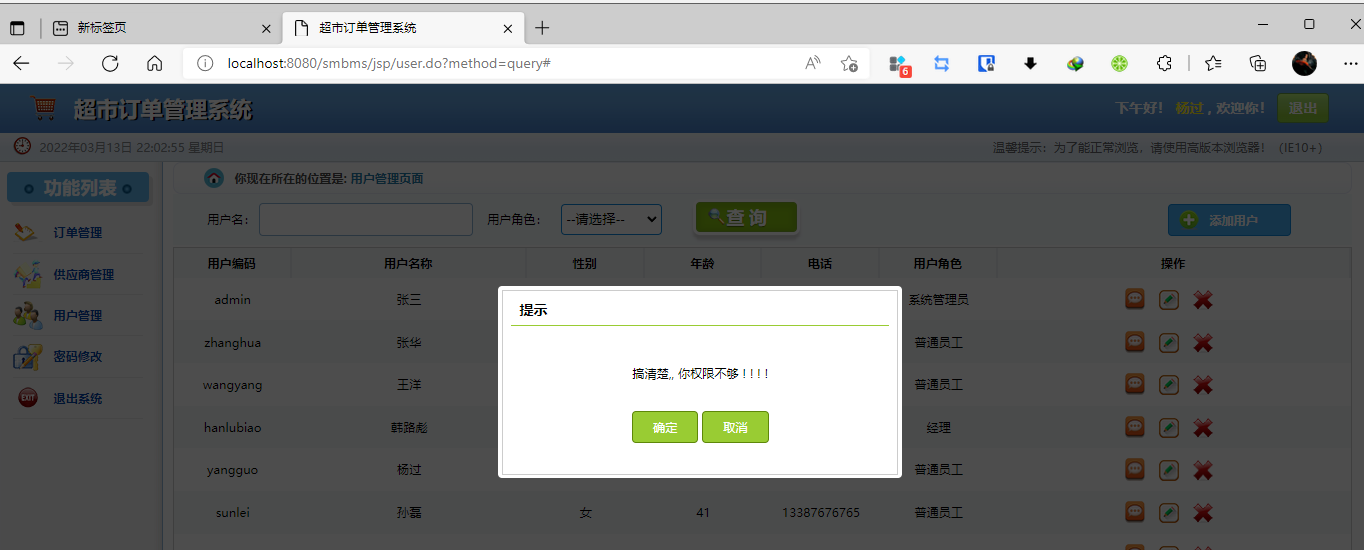 新标签页
超市订单管理系统
localhost:8080/smbms/jsp/user.do?method=query#
6
超市订单管理系统
下午好！ 杨过 , 欢迎你！
退出
2022年03月13日 22:02:55 星期日
温馨提示：为了能正常浏览，请使用高版本浏览器！（IE10+）
功能列表
订单管理
供应商管理
用户管理
密码修改
EXIT 退出系统
你现在所在的位置是: 用户管理页面
用户名：
用户角色：
--请选择--
查 询
添加用户
用户编码 用户名称 性别 年龄 电话 用户角色 操作
admin 张三 系统管理员
zhanghua 张华 普通员工
wangyang 王洋 普通员工
hanlubiao 韩路彪 经理
yangguo 杨过 普通员工
sunlei 孙磊 女 41 13387676765 普通员工
提示
搞清楚,, 你权限不够 ! ! ! !
确定 取消